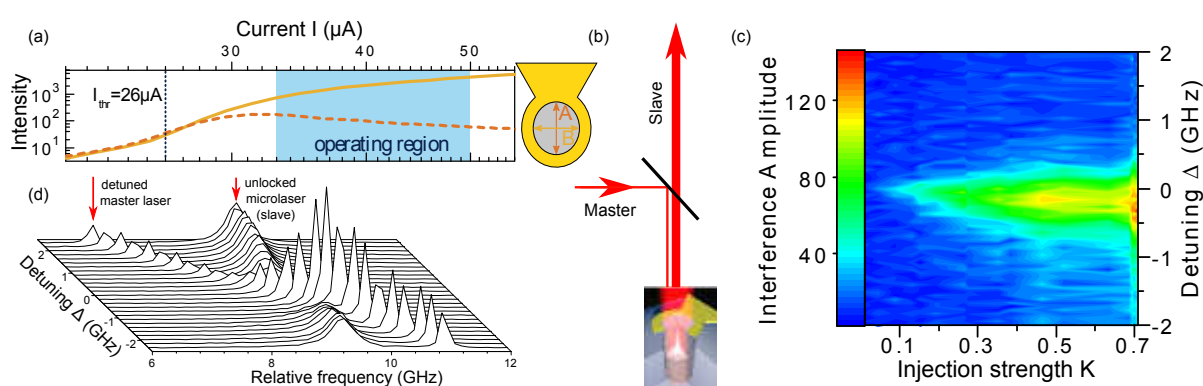 (a)
Current I (µA)
30
40
50
Intensity
10³
10²
10¹
I thr=26µA
operating region
A
B
(b)
Slave
Master
(c)
Interference Amplitude
120
80
40
2
1
0
-1
-2
Detuning Δ (GHz)
0.1
0.3
0.5
0.7
Injection strength K
(d)
detuned
master laser
unlocked
microlaser
(slave)
2
1
0
-1
-2
Detuning Δ (GHz)
6
8
10
12
Relative frequency (GHz)